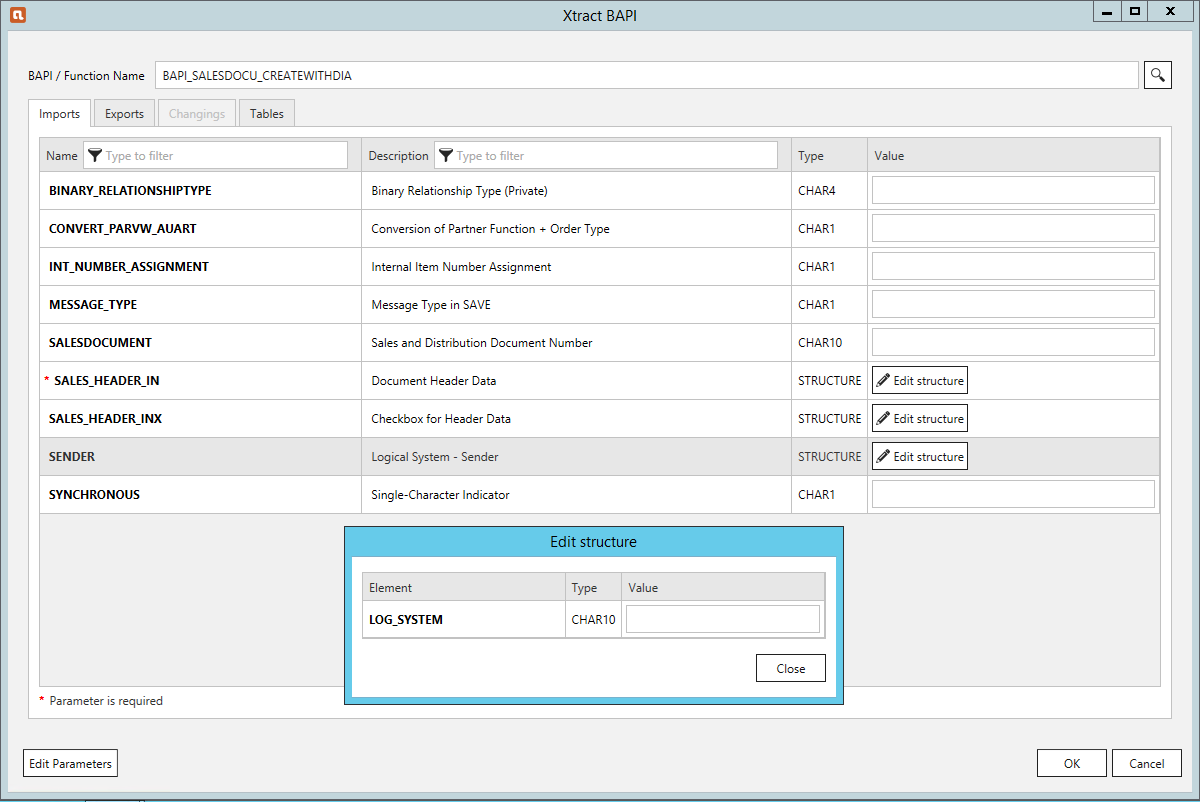 Xtract BAPI
BAPI / Function Name BAPI_SALESDOCU_CREATEWITHDIA
Imports Exports Changings Tables
Name Type to filter Description Type to filter Type Value
BINARY_RELATIONSHIPTYPE Binary Relationship Type (Private) CHAR4
CONVERT_PARVW_AUART Conversion of Partner Function + Order Type CHAR1
INT_NUMBER_ASSIGNMENT Internal Item Number Assignment CHAR1
MESSAGE_TYPE Message Type in SAVE CHAR1
SALESDOCUMENT Sales and Distribution Document Number CHAR10
* SALES_HEADER_IN Document Header Data STRUCTURE Edit structure
SALES_HEADER_INX Checkbox for Header Data STRUCTURE Edit structure
SENDER Logical System - Sender STRUCTURE Edit structure
SYNCHRONOUS Single-Character Indicator CHAR1
Edit structure
Element Type Value
LOG_SYSTEM CHAR10
Close
* Parameter is required
Edit Parameters OK Cancel